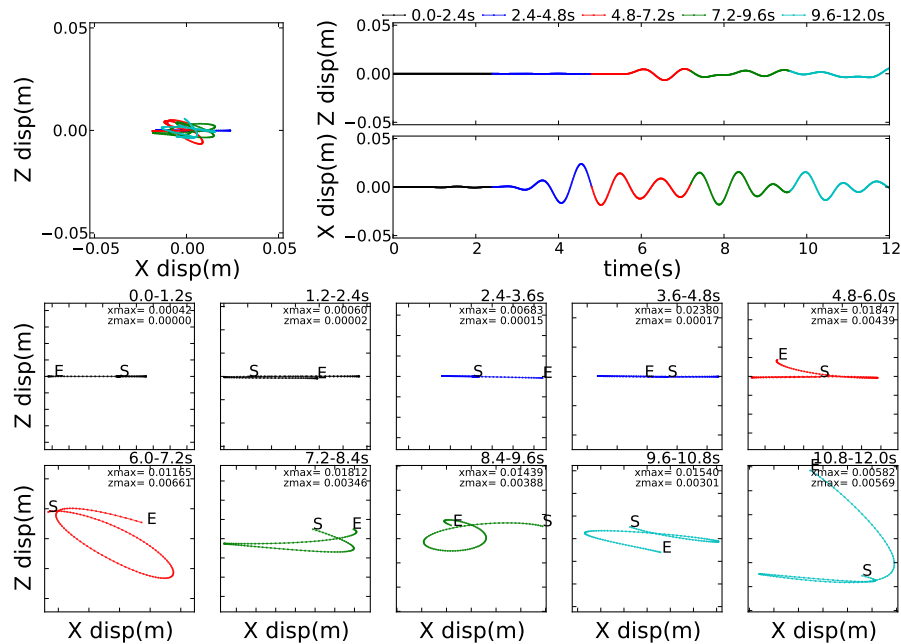 0.0-2.4s 2.4-4.8s 4.8-7.2s 7.2-9.6s 9.6-12.0s
0.05
0.00
−0.05
Z disp(m)
−0.05 0.00 0.05
X disp(m)
0.05
0.00
−0.05
Z disp(m)
0.05
0.00
−0.05
X disp(m)
0 2 4 6 8 10 12
time(s)
0.0-1.2s
xmax= 0.00042
zmax= 0.00000
E S
1.2-2.4s
xmax= 0.00060
zmax= 0.00002
S E
2.4-3.6s
xmax= 0.00683
zmax= 0.00015
S E
3.6-4.8s
xmax= 0.02380
zmax= 0.00017
E S
4.8-6.0s
xmax= 0.01847
zmax= 0.00439
E
S
Z disp(m)
6.0-7.2s
xmax= 0.01165
zmax= 0.00661
S
E
7.2-8.4s
xmax= 0.01812
zmax= 0.00346
S E
8.4-9.6s
xmax= 0.01439
zmax= 0.00388
E S
9.6-10.8s
xmax= 0.01540
zmax= 0.00301
S
E
10.8-12.0s
xmax= 0.00582
zmax= 0.00569
E
S
Z disp(m)
X disp(m) X disp(m) X disp(m) X disp(m) X disp(m)